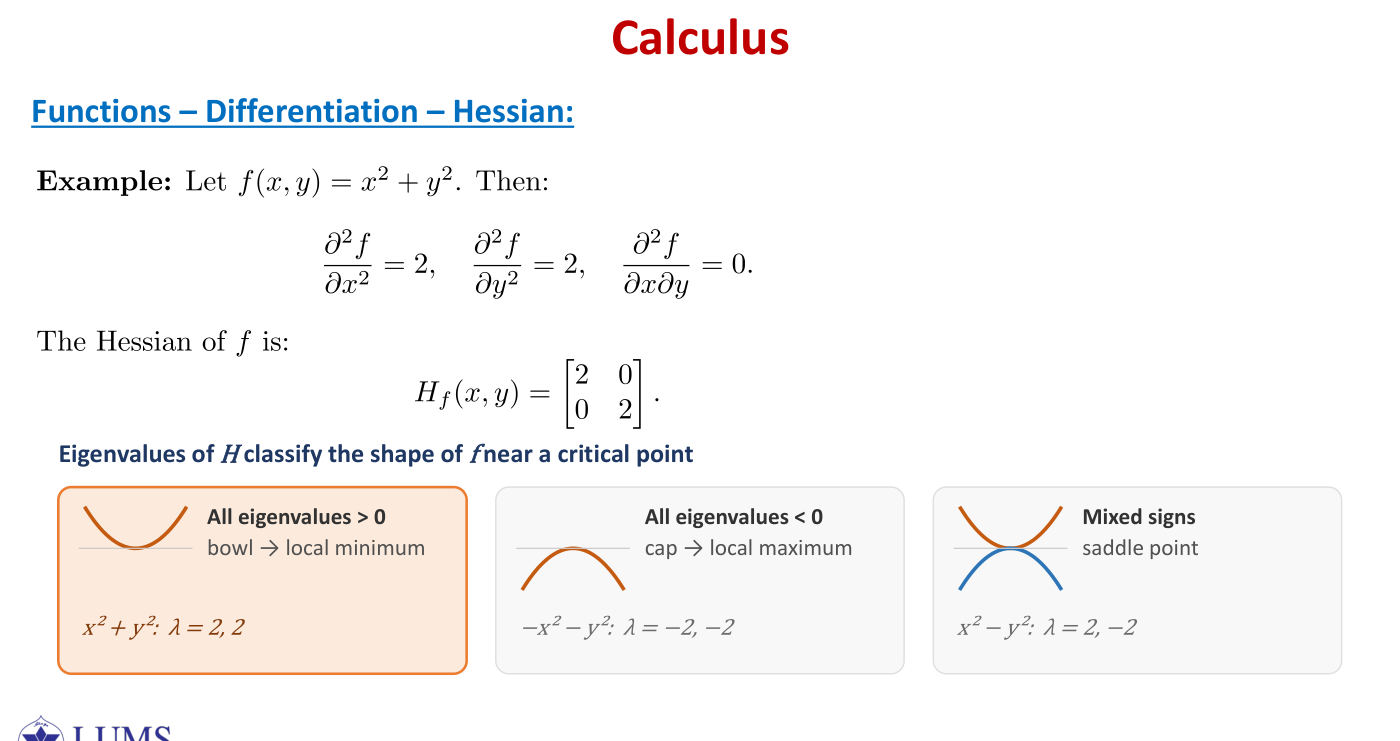 Calculus
Functions – Differentiation – Hessian:
Example: Let f(x, y) = x² + y². Then:
∂²f/∂x² = 2, ∂²f/∂y² = 2, ∂²f/∂x∂y = 0.
The Hessian of f is:
H_f(x, y) = [2 0; 0 2].
Eigenvalues of H classify the shape of f near a critical point
All eigenvalues > 0
bowl → local minimum
x² + y²: λ = 2, 2
All eigenvalues < 0
cap → local maximum
−x² − y²: λ = −2, −2
Mixed signs
saddle point
x² − y²: λ = 2, −2
LUMS